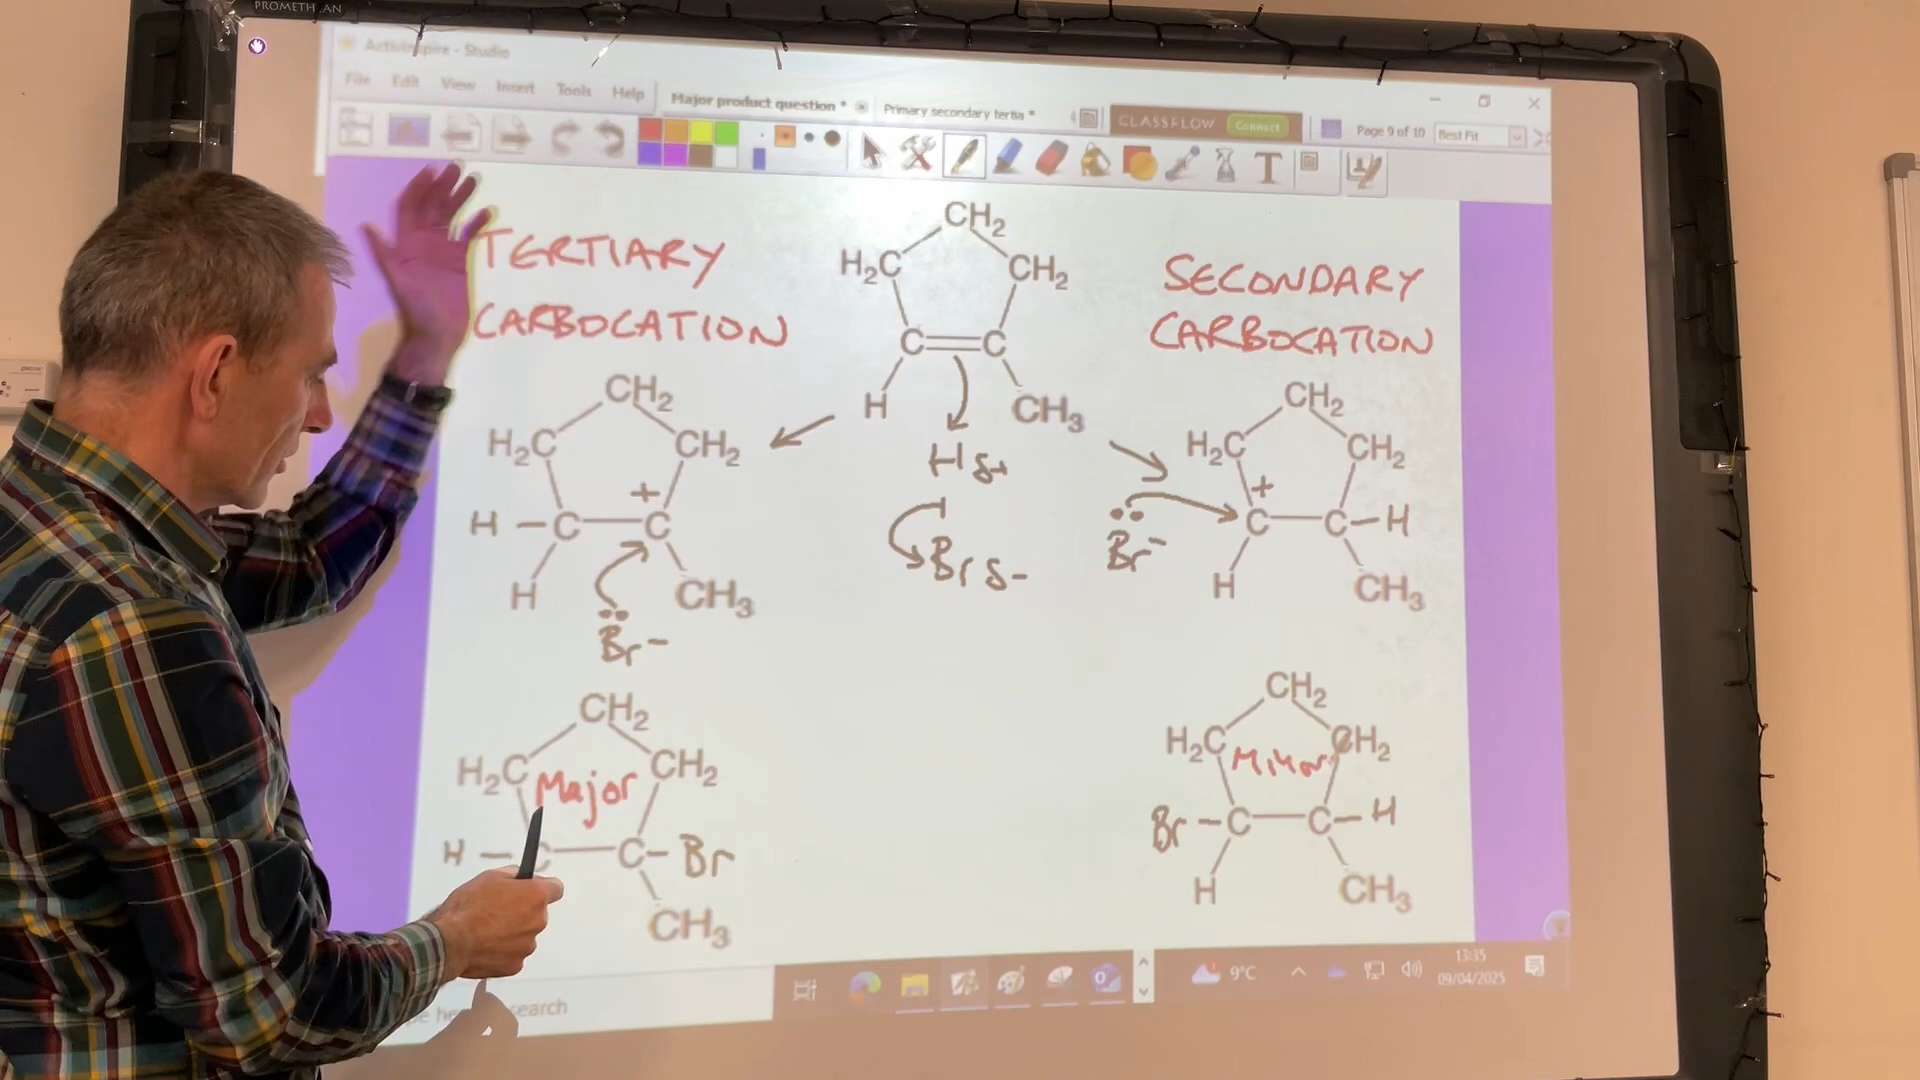 PROMETHEAN
ActivInspire - Studio
File Edit View Insert Tools Help
Major product question *
Primary secondary tertia *
CLASSFLOW Connect
Page 9 of 10
Best Fit
T
TERTIARY
CARBOCATION
CH₂
H₂C CH₂
C C
H CH₃
Hδ+
Brδ-
SECONDARY
CARBOCATION
CH₂
H₂C CH₂
+
H C C
H CH₃
Br-
CH₂
H₂C CH₂
+
C C H
Br-
H CH₃
CH₂
H₂C CH₂
Major
H C C Br
CH₃
CH₂
H₂C CH₂
Minor
Br C C H
H CH₃
search
9°C
13:35
09/04/2025